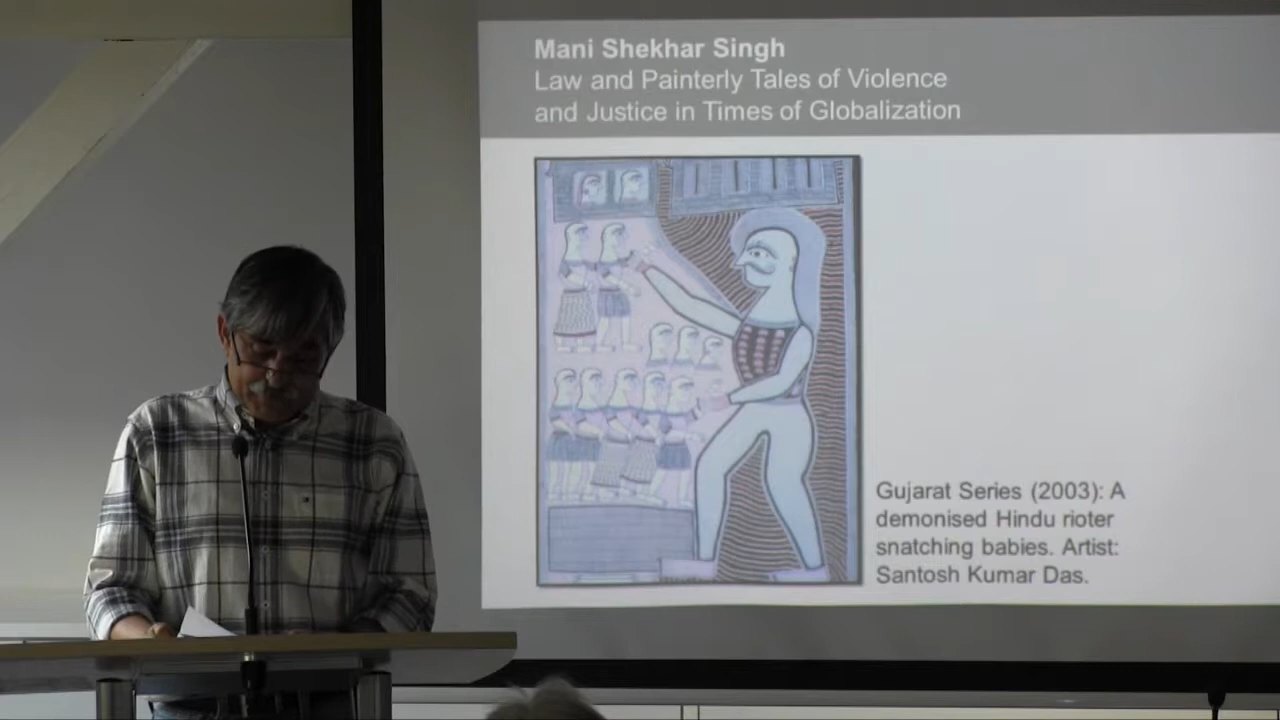 Mani Shekhar Singh
Law and Painterly Tales of Violence
and Justice in Times of Globalization
Gujarat Series (2003): A
demonised Hindu rioter
snatching babies. Artist:
Santosh Kumar Das.